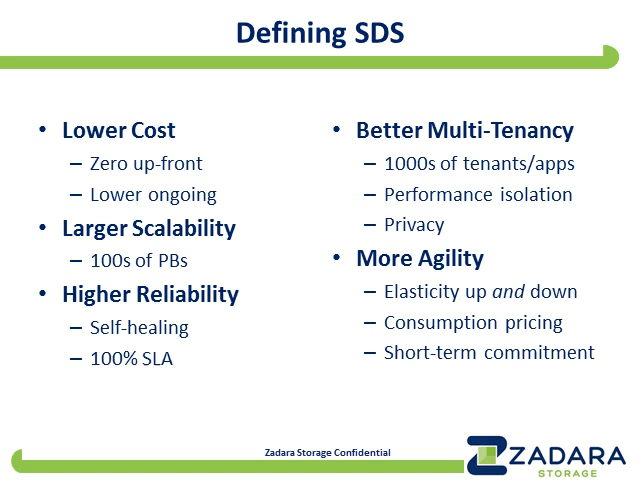 Defining SDS
• Lower Cost
– Zero up-front
– Lower ongoing
• Larger Scalability
– 100s of PBs
• Higher Reliability
– Self-healing
– 100% SLA
• Better Multi-Tenancy
– 1000s of tenants/apps
– Performance isolation
– Privacy
• More Agility
– Elasticity up and down
– Consumption pricing
– Short-term commitment
Zadara Storage Confidential
ZADARA
STORAGE